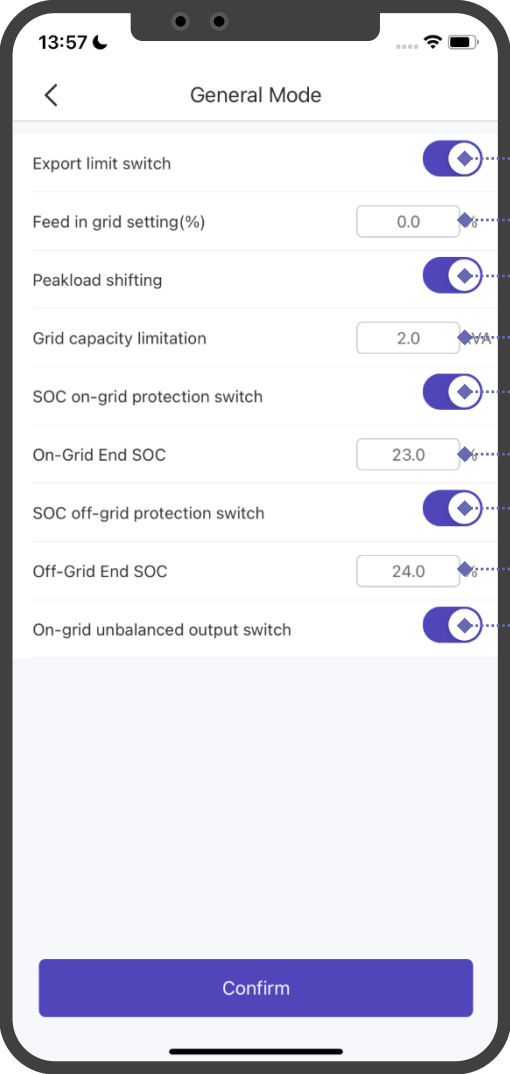 13:57
General Mode
Export limit switch
Feed in grid setting(%) 0.0 %
Peakload shifting
Grid capacity limitation 2.0 kVA
SOC on-grid protection switch
On-Grid End SOC 23.0 %
SOC off-grid protection switch
Off-Grid End SOC 24.0 %
On-grid unbalanced output switch
Confirm